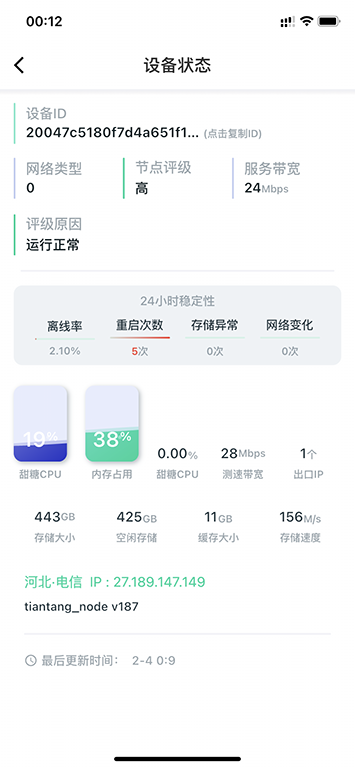 00:12
设备状态
设备ID
20047c5180f7d4a651f1... (点击复制ID)
网络类型 节点评级 服务带宽
0 高 24Mbps
评级原因
运行正常
24小时稳定性
离线率 重启次数 存储异常 网络变化
2.10% 5次 0次 0次
19% 38% 0.00% 28Mbps 1个
甜糖CPU 内存占用 甜糖CPU 测速带宽 出口IP
443GB 425GB 11GB 156M/s
存储大小 空闲存储 缓存大小 存储速度
河北·电信 IP : 27.189.147.149
tiantang_node v187
最后更新时间： 2-4 0:9